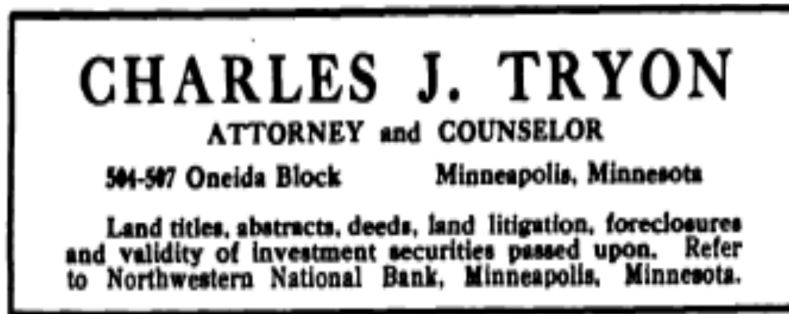 CHARLES J. TRYON
ATTORNEY and COUNSELOR
504-507 Oneida Block Minneapolis, Minnesota
Land titles, abstracts, deeds, land litigation, foreclosures
and validity of investment securities passed upon. Refer
to Northwestern National Bank, Minneapolis, Minnesota.